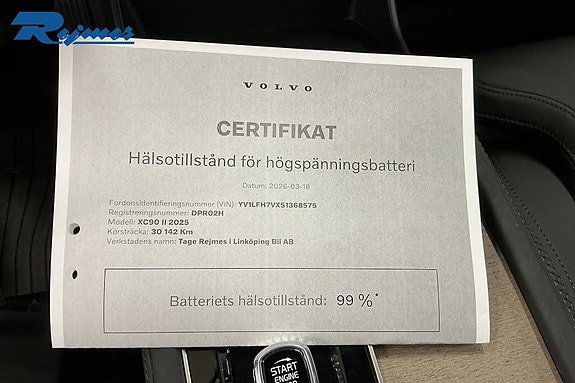 Rejmes
VOLVO
CERTIFIKAT
Hälsotillstånd för högspänningsbatteri
Datum: 2026-03-18
Fordonsidentifieringsnummer (VIN): YV1LFH7VXS1368575
Registreringsnummer: DPR02H
Modell: XC90 II 2025
Körsträcka: 30 142 Km
Verkstadens namn: Tage Rejmes i Linköping Bil AB
Batteriets hälsotillstånd: 99 %*
START
ENGINE